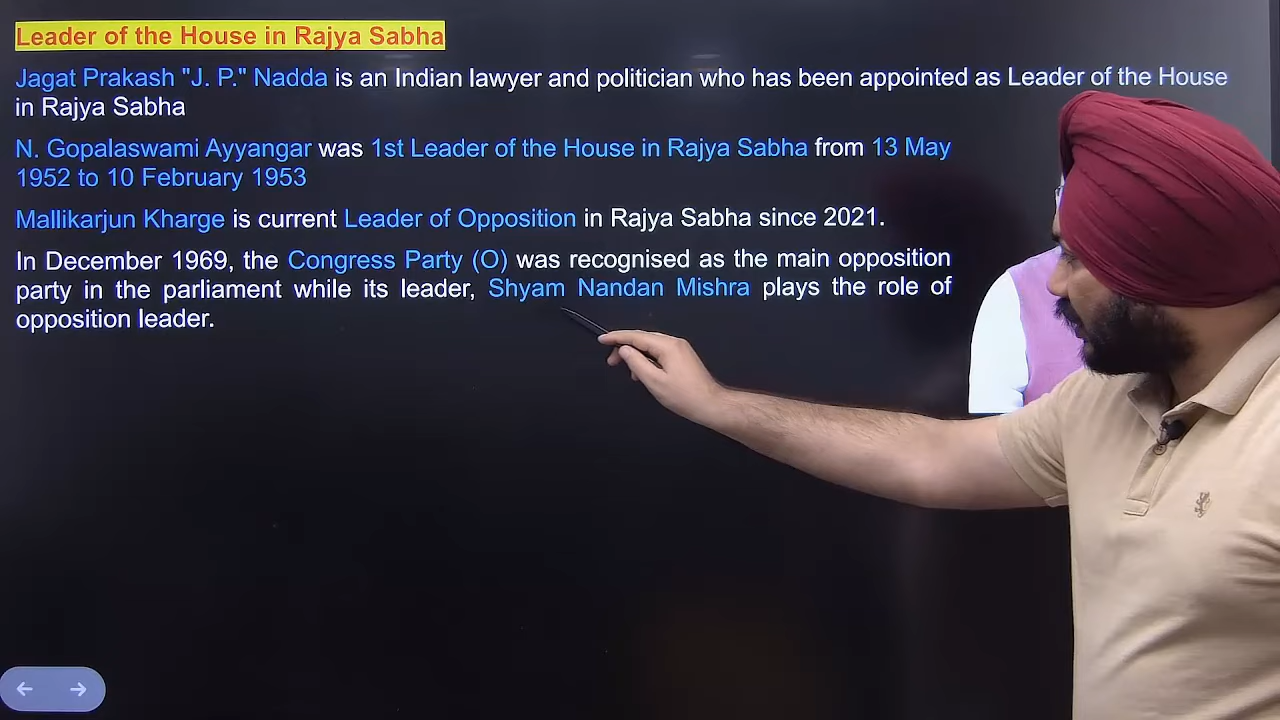 Leader of the House in Rajya Sabha
Jagat Prakash "J. P." Nadda is an Indian lawyer and politician who has been appointed as Leader of the House
in Rajya Sabha
N. Gopalaswami Ayyangar was 1st Leader of the House in Rajya Sabha from 13 May
1952 to 10 February 1953
Mallikarjun Kharge is current Leader of Opposition in Rajya Sabha since 2021.
In December 1969, the Congress Party (O) was recognised as the main opposition
party in the parliament while its leader, Shyam Nandan Mishra plays the role of
opposition leader.